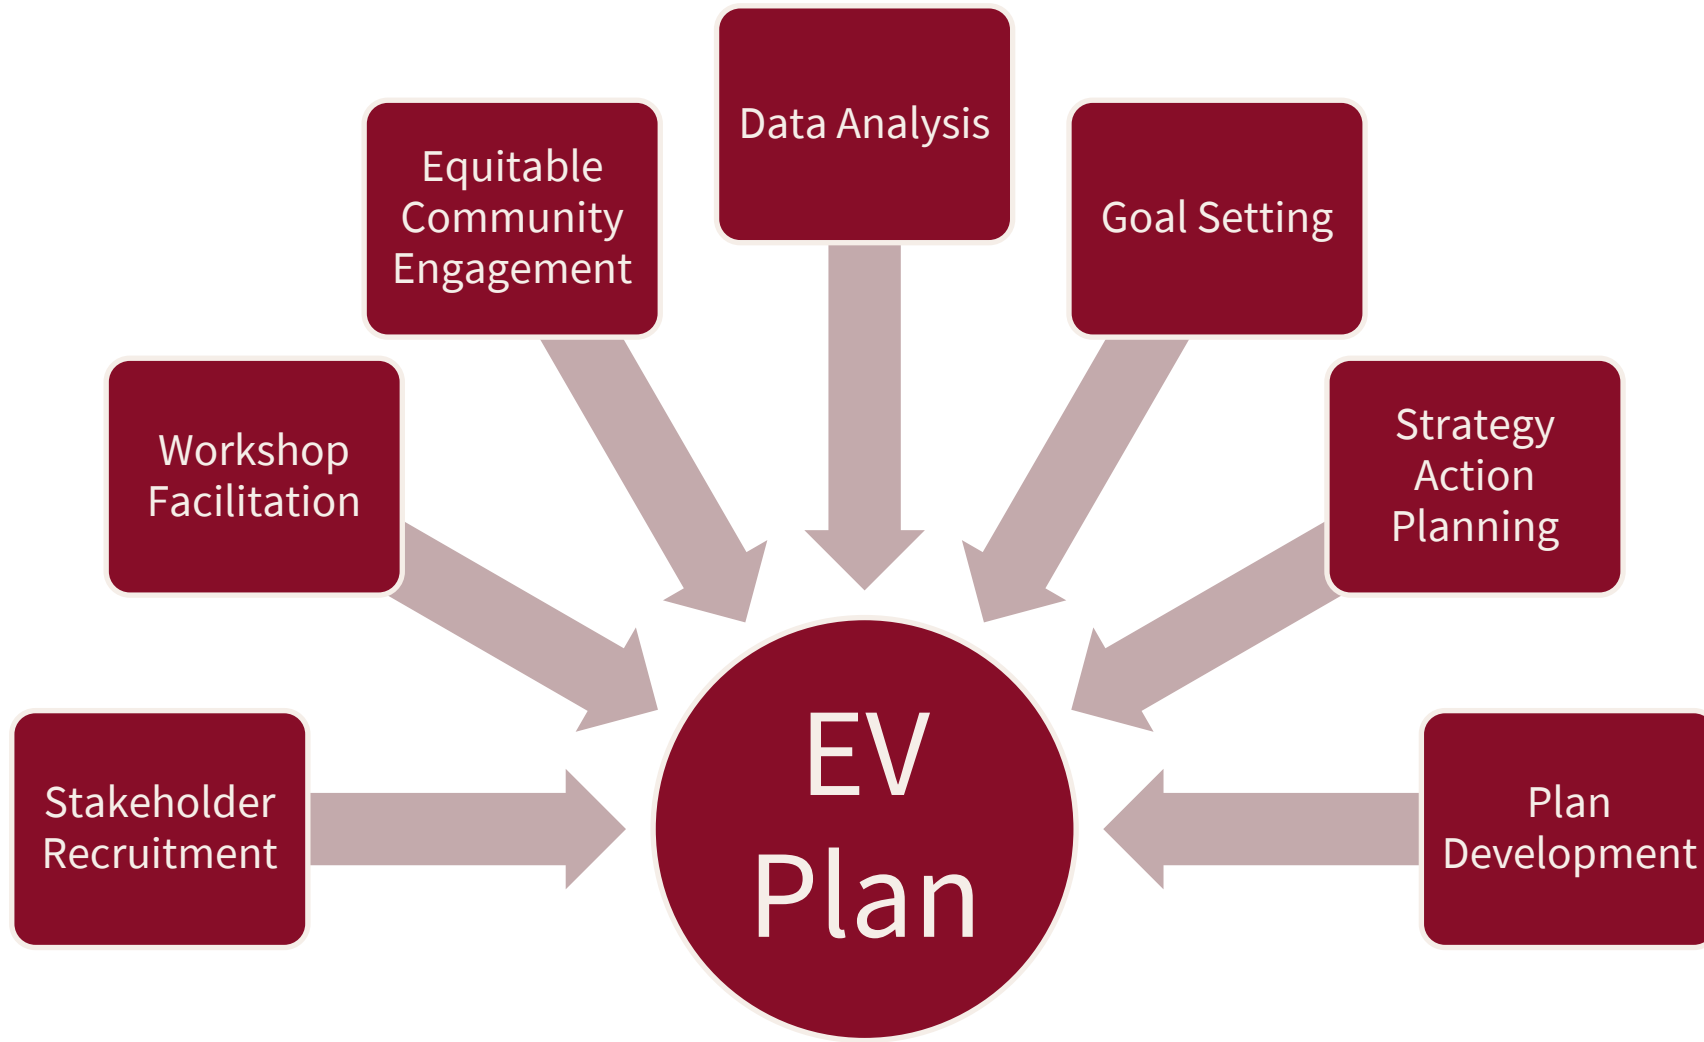 Data Analysis
Equitable
Community
Engagement
Goal Setting
Workshop
Facilitation
Strategy
Action
Planning
Stakeholder
Recruitment
EV
Plan
Plan
Development